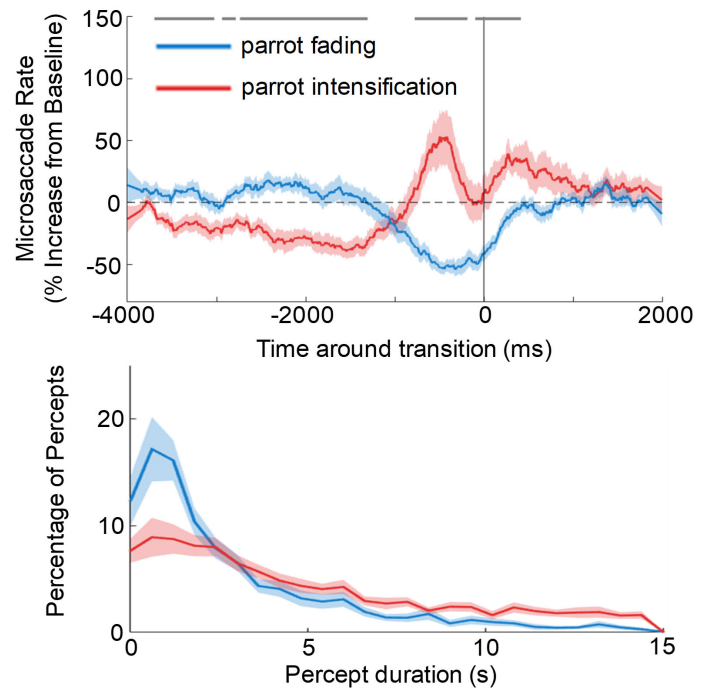 150
parrot fading
100
parrot intensification
50
0
-50
Microsaccade Rate
(% Increase from Baseline)
-4000
-2000
0
2000
Time around transition (ms)
20
10
0
Percentage of Percepts
0
5
10
15
Percept duration (s)